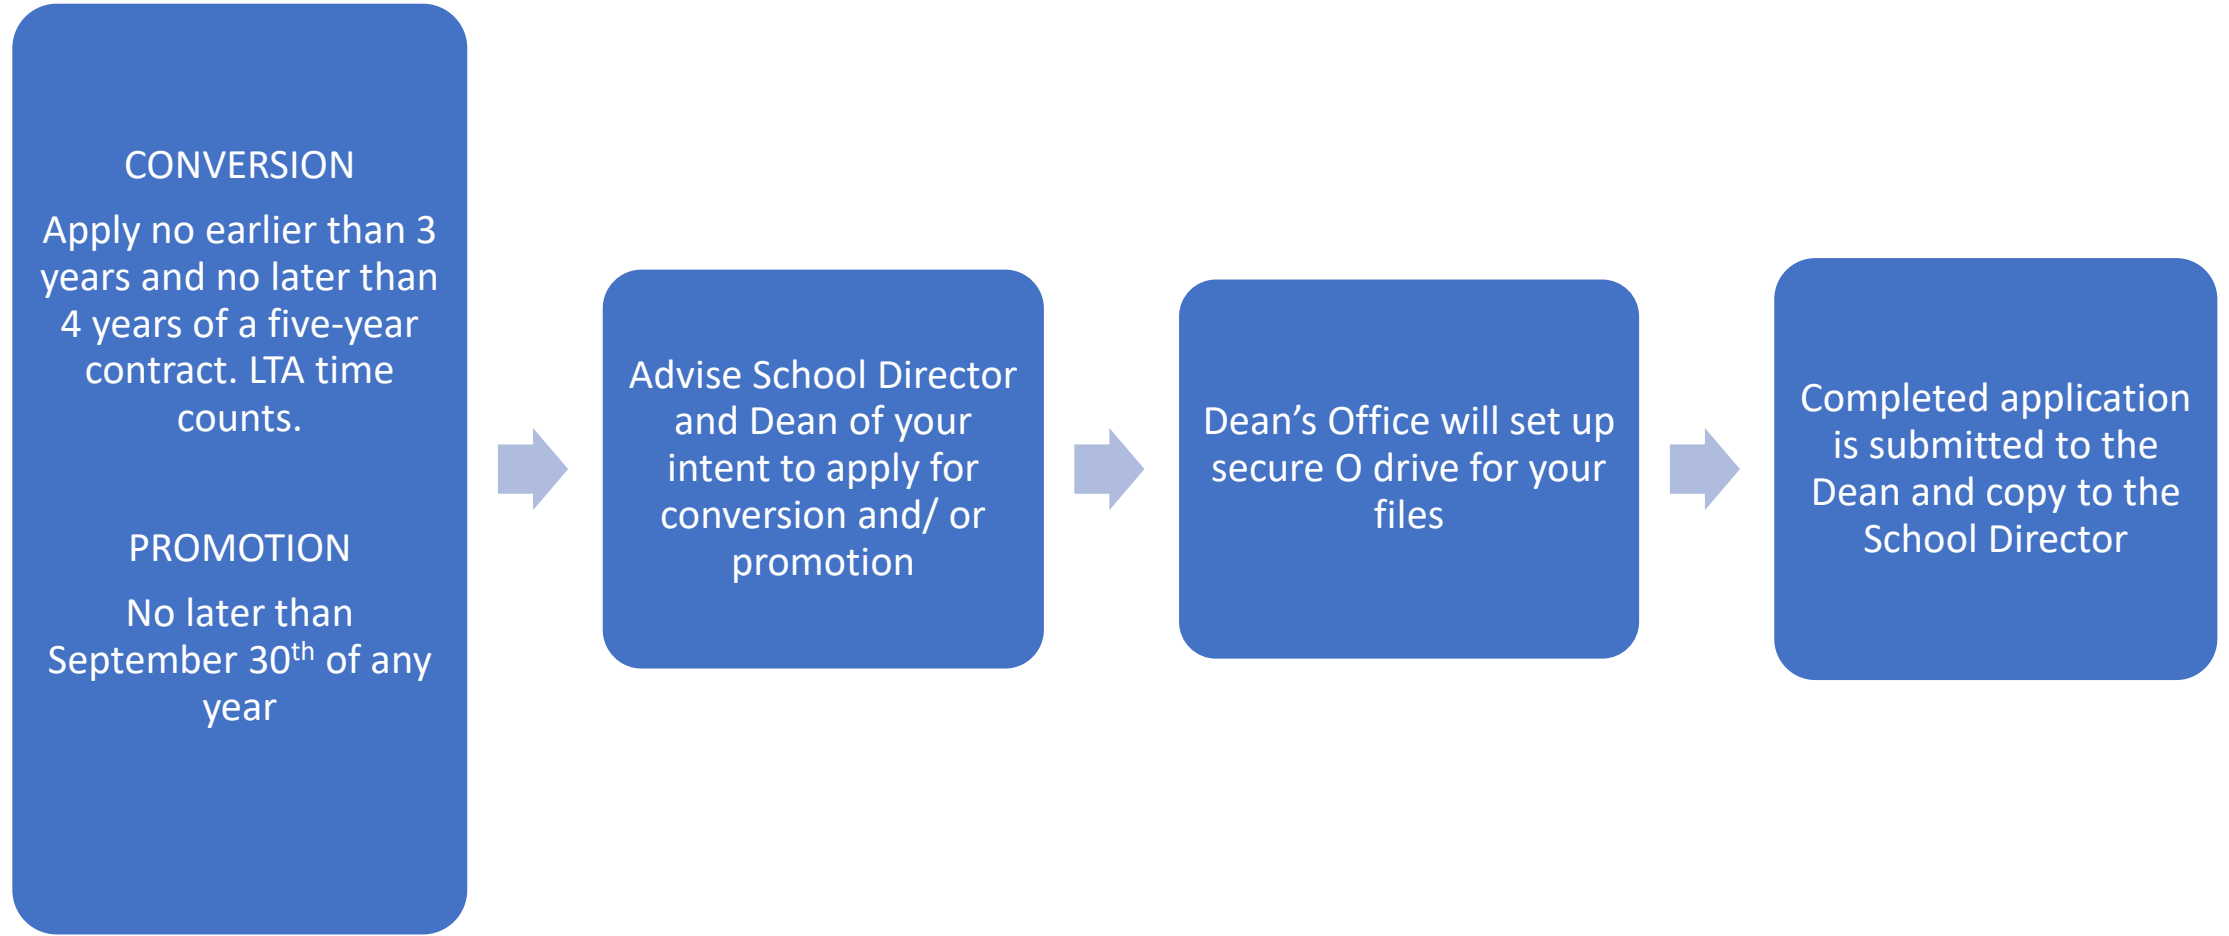 CONVERSION
Apply no earlier than 3
years and no later than
4 years of a five-year
contract. LTA time
counts.
PROMOTION
No later than
September 30th of any
year
Advise School Director
and Dean of your
intent to apply for
conversion and/ or
promotion
Dean’s Office will set up
secure O drive for your
files
Completed application
is submitted to the
Dean and copy to the
School Director